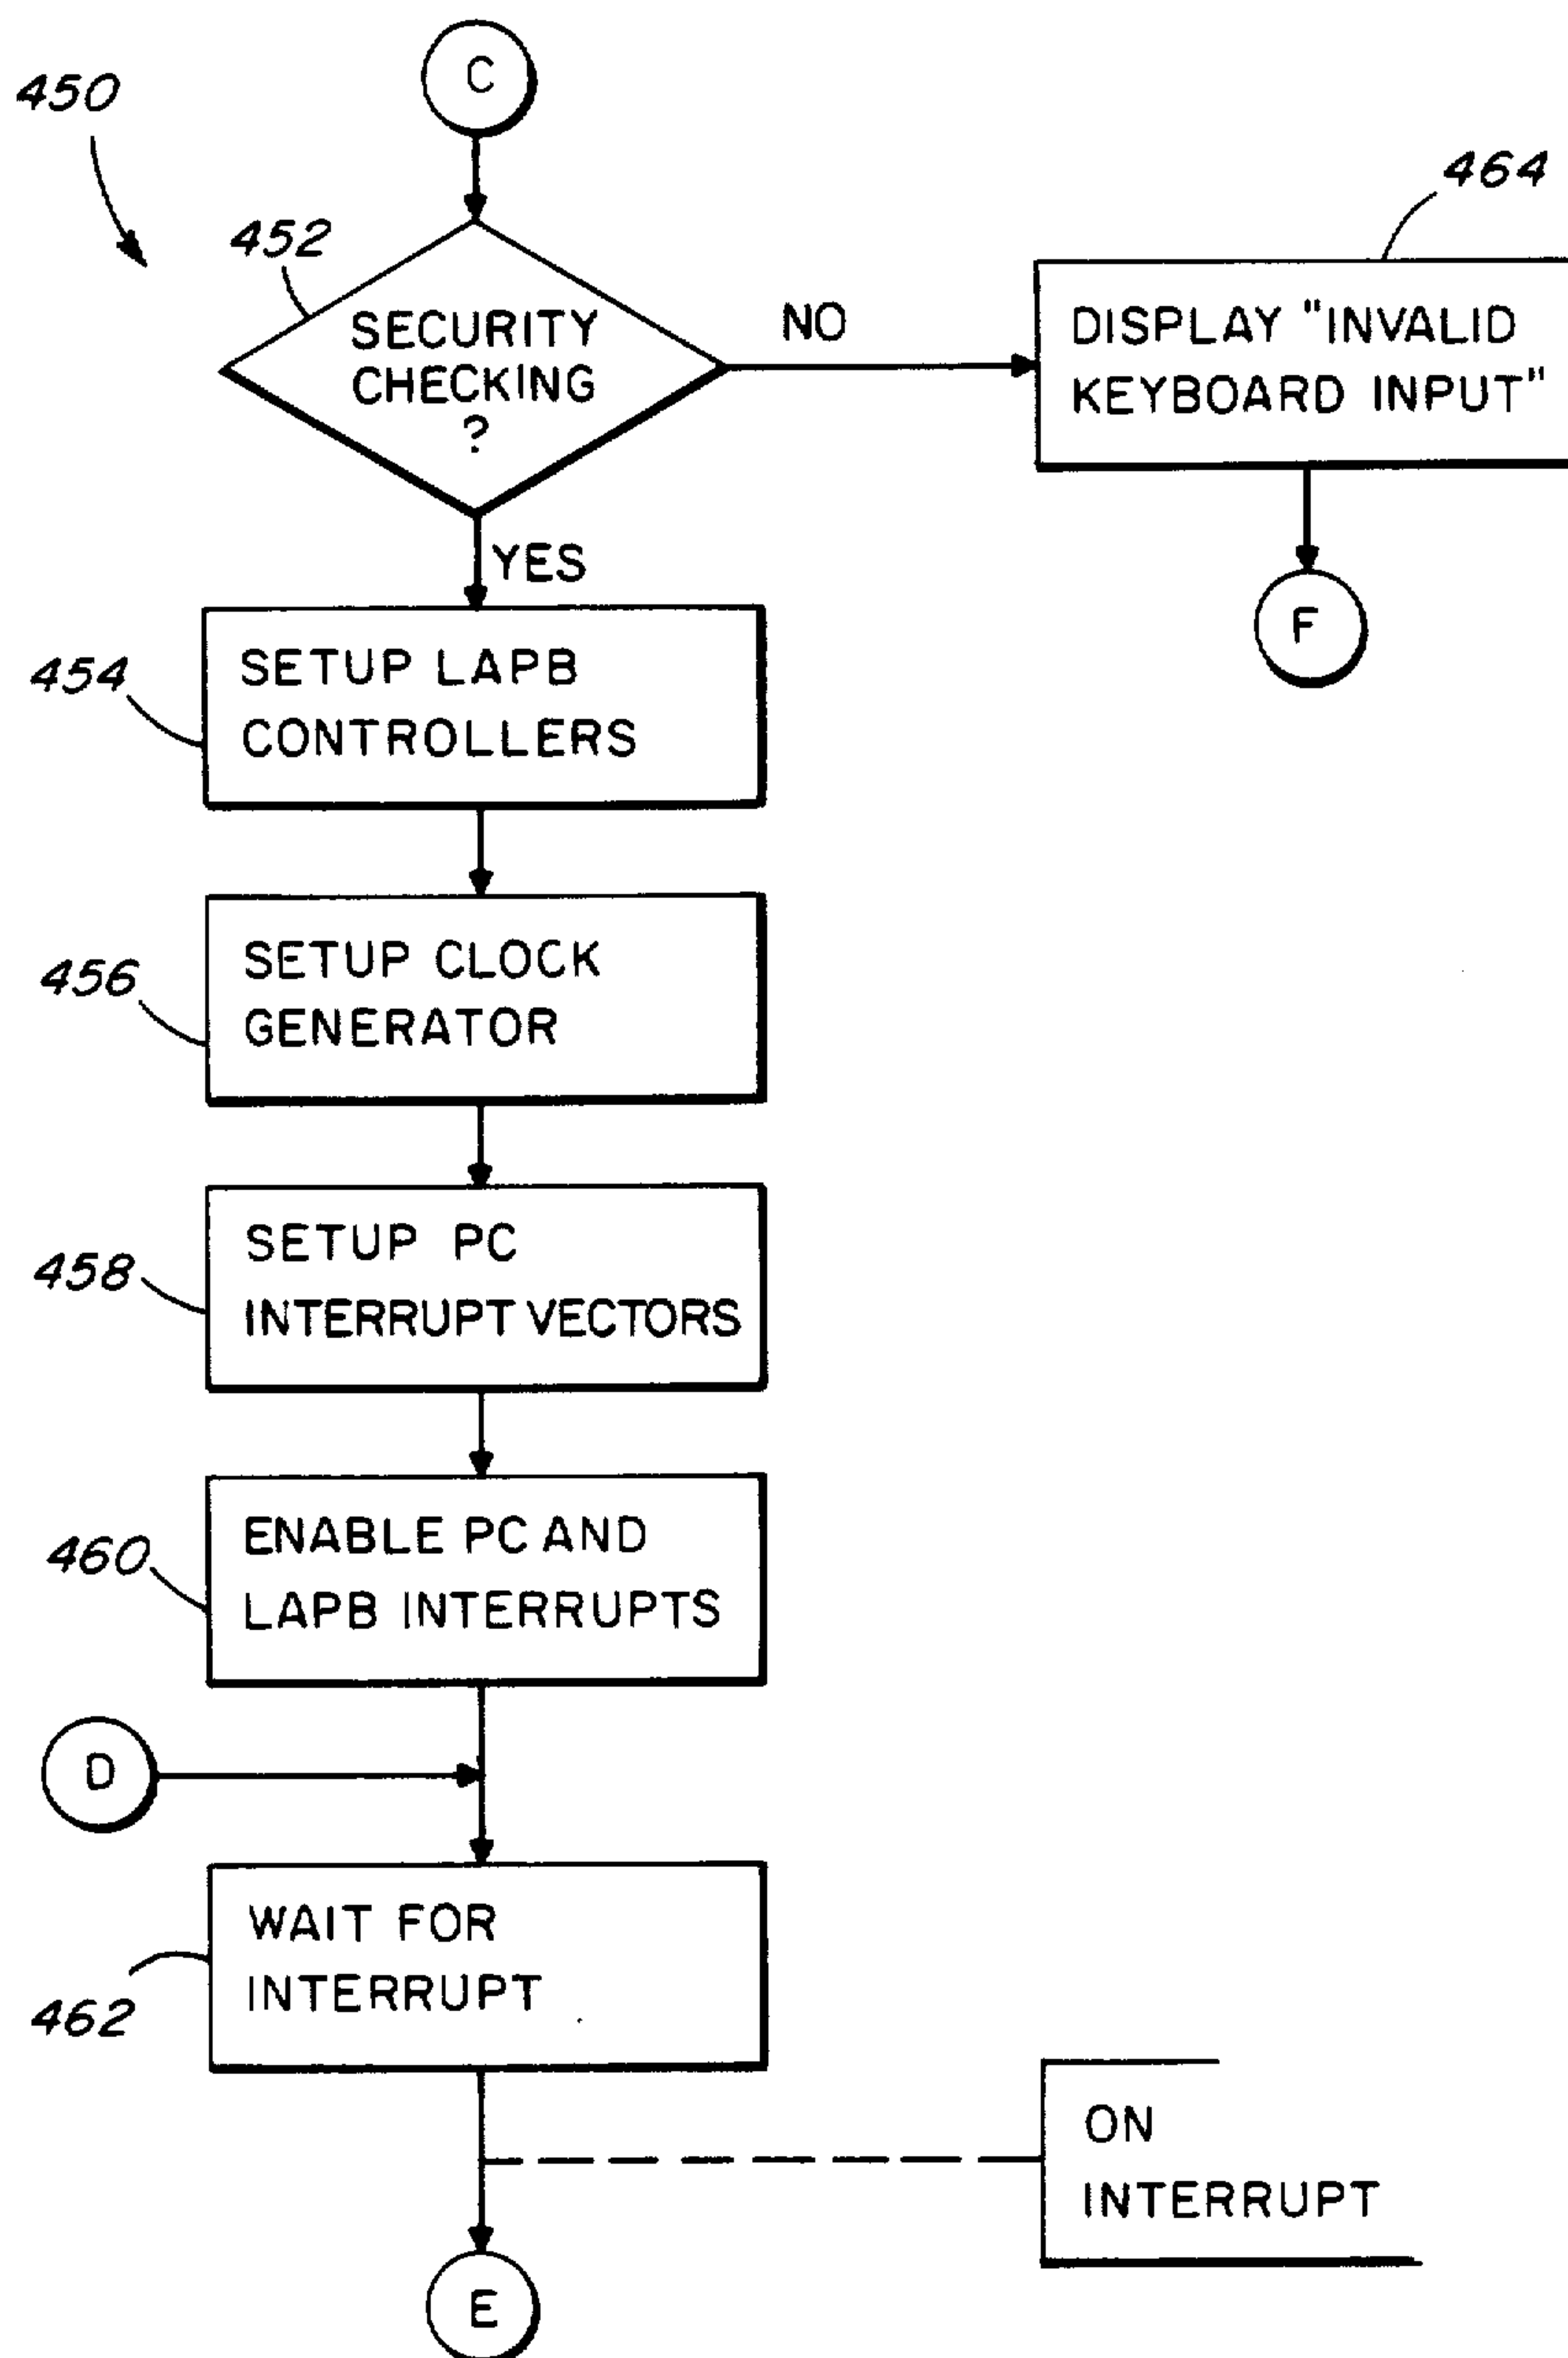 C
450
452
SECURITY
CHECKING
?
NO
464
DISPLAY "INVALID
KEYBOARD INPUT"
YES
F
454
SETUP LAPB
CONTROLLERS
456
SETUP CLOCK
GENERATOR
458
SETUP PC
INTERRUPT VECTORS
460
ENABLE PC AND
LAPB INTERRUPTS
D
462
WAIT FOR
INTERRUPT
ON
INTERRUPT
E